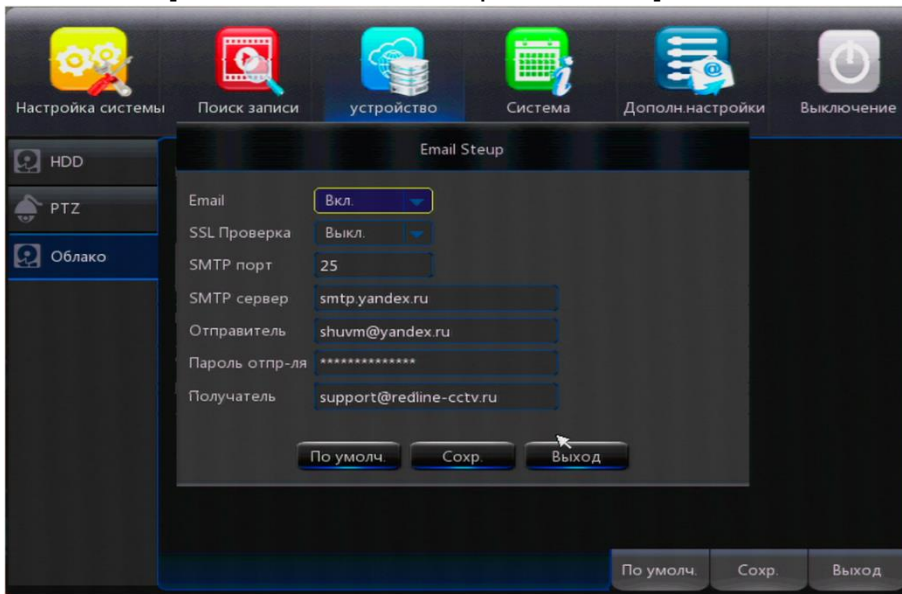 Настройка системы
Поиск записи
устройство
Система
Дополн.настройки
Выключение
HDD
PTZ
Облако
Email Steup
Email Вкл.
SSL Проверка Выкл.
SMTP порт 25
SMTP сервер smtp.yandex.ru
Отправитель shuvm@yandex.ru
Пароль отпр-ля **************
Получатель support@redline-cctv.ru
По умолч. Сохр. Выход
По умолч. Сохр. Выход